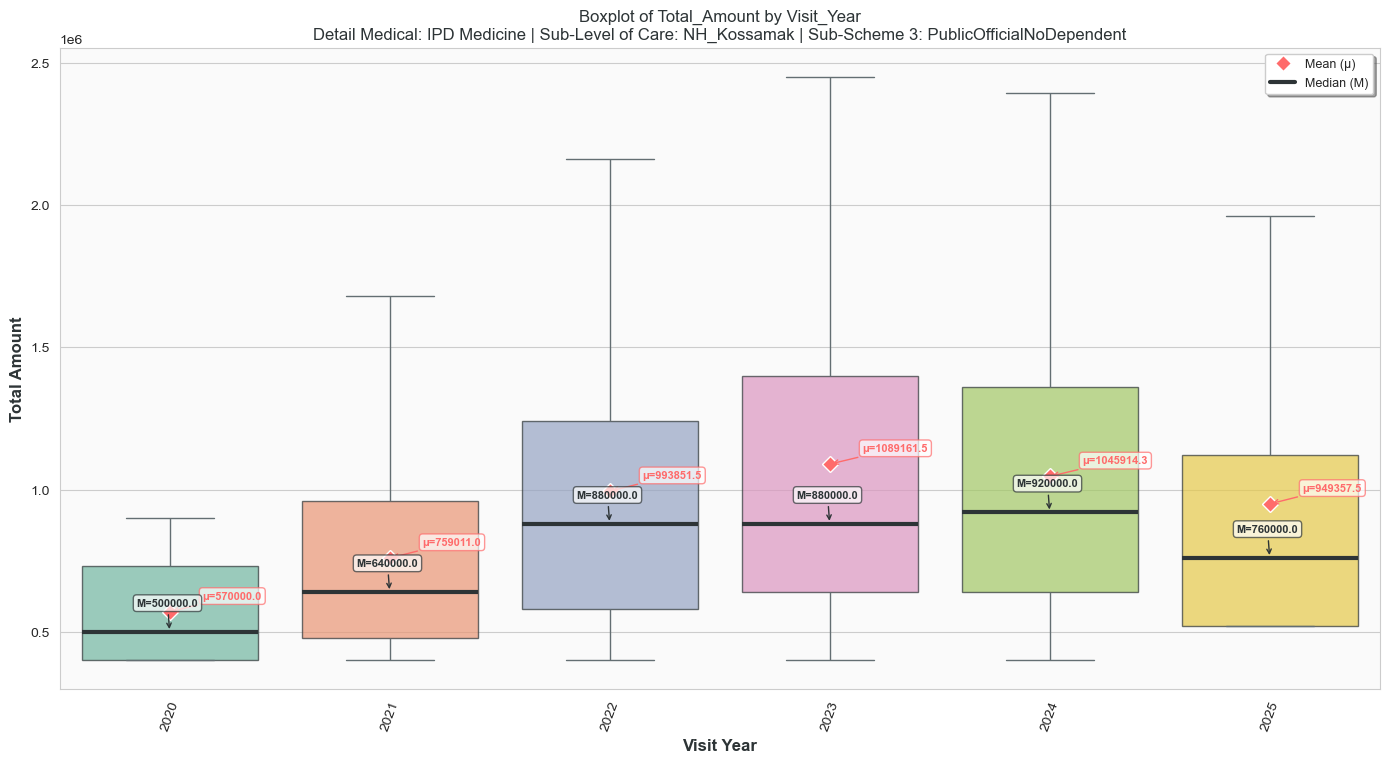 Boxplot of Total_Amount by Visit_Year
Detail Medical: IPD Medicine | Sub-Level of Care: NH_Kossamak | Sub-Scheme 3: PublicOfficialNoDependent
1e6
Mean (μ)
Median (M)
2.5
2.0
1.5
1.0
0.5
Total Amount
μ=570000.0
M=500000.0
μ=759011.0
M=640000.0
μ=993851.5
M=880000.0
μ=1089161.5
M=880000.0
μ=1045914.3
M=920000.0
μ=949357.5
M=760000.0
2020
2021
2022
2023
2024
2025
Visit Year